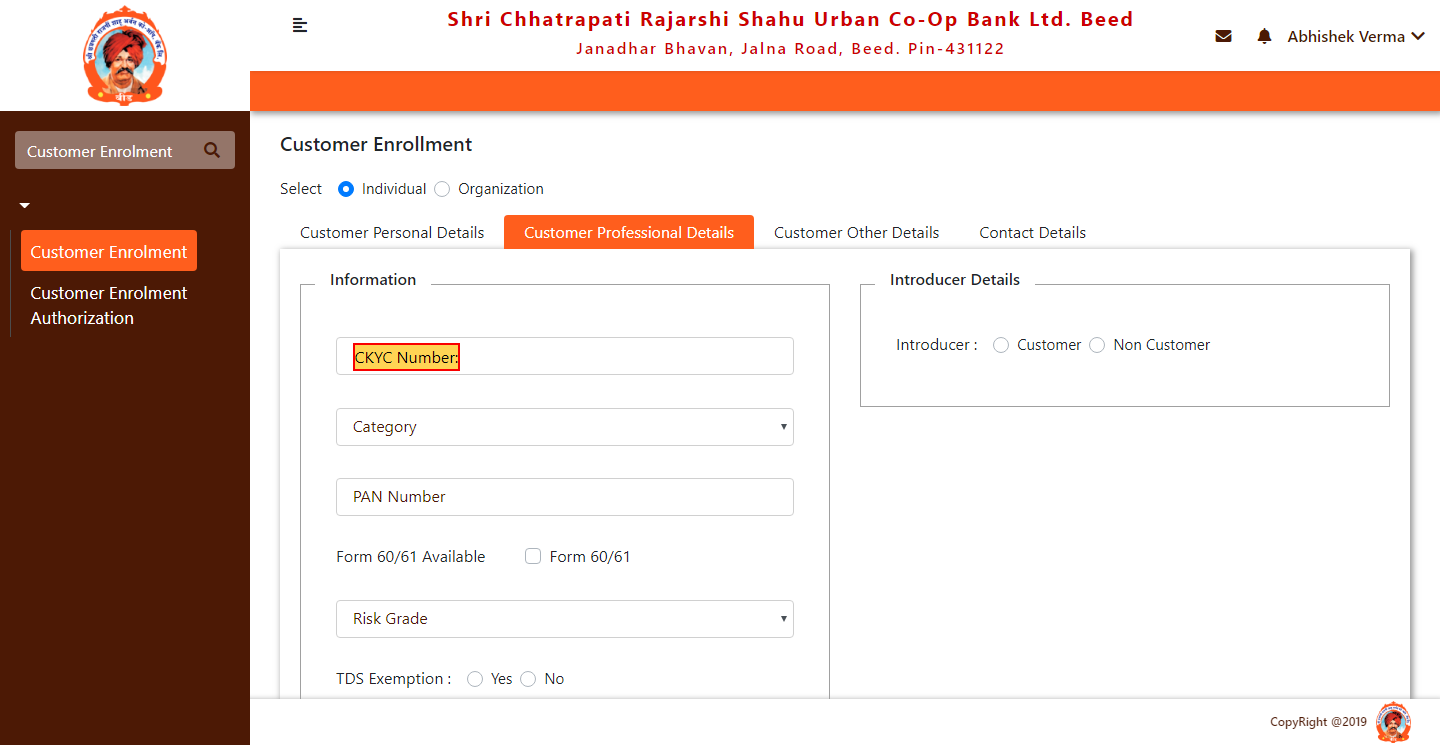 Shri Chhatrapati Rajarshi Shahu Urban Co-Op Bank Ltd. Beed
Janadhar Bhavan, Jalna Road, Beed. Pin-431122
Abhishek Verma
बीड
Customer Enrolment
Customer Enrolment
Customer Enrolment
Authorization
Customer Enrollment
Select Individual Organization
Customer Personal Details Customer Professional Details Customer Other Details Contact Details
Information
CKYC Number:
Category
PAN Number
Form 60/61 Available Form 60/61
Risk Grade
TDS Exemption : Yes No
Introducer Details
Introducer : Customer Non Customer
CopyRight @2019